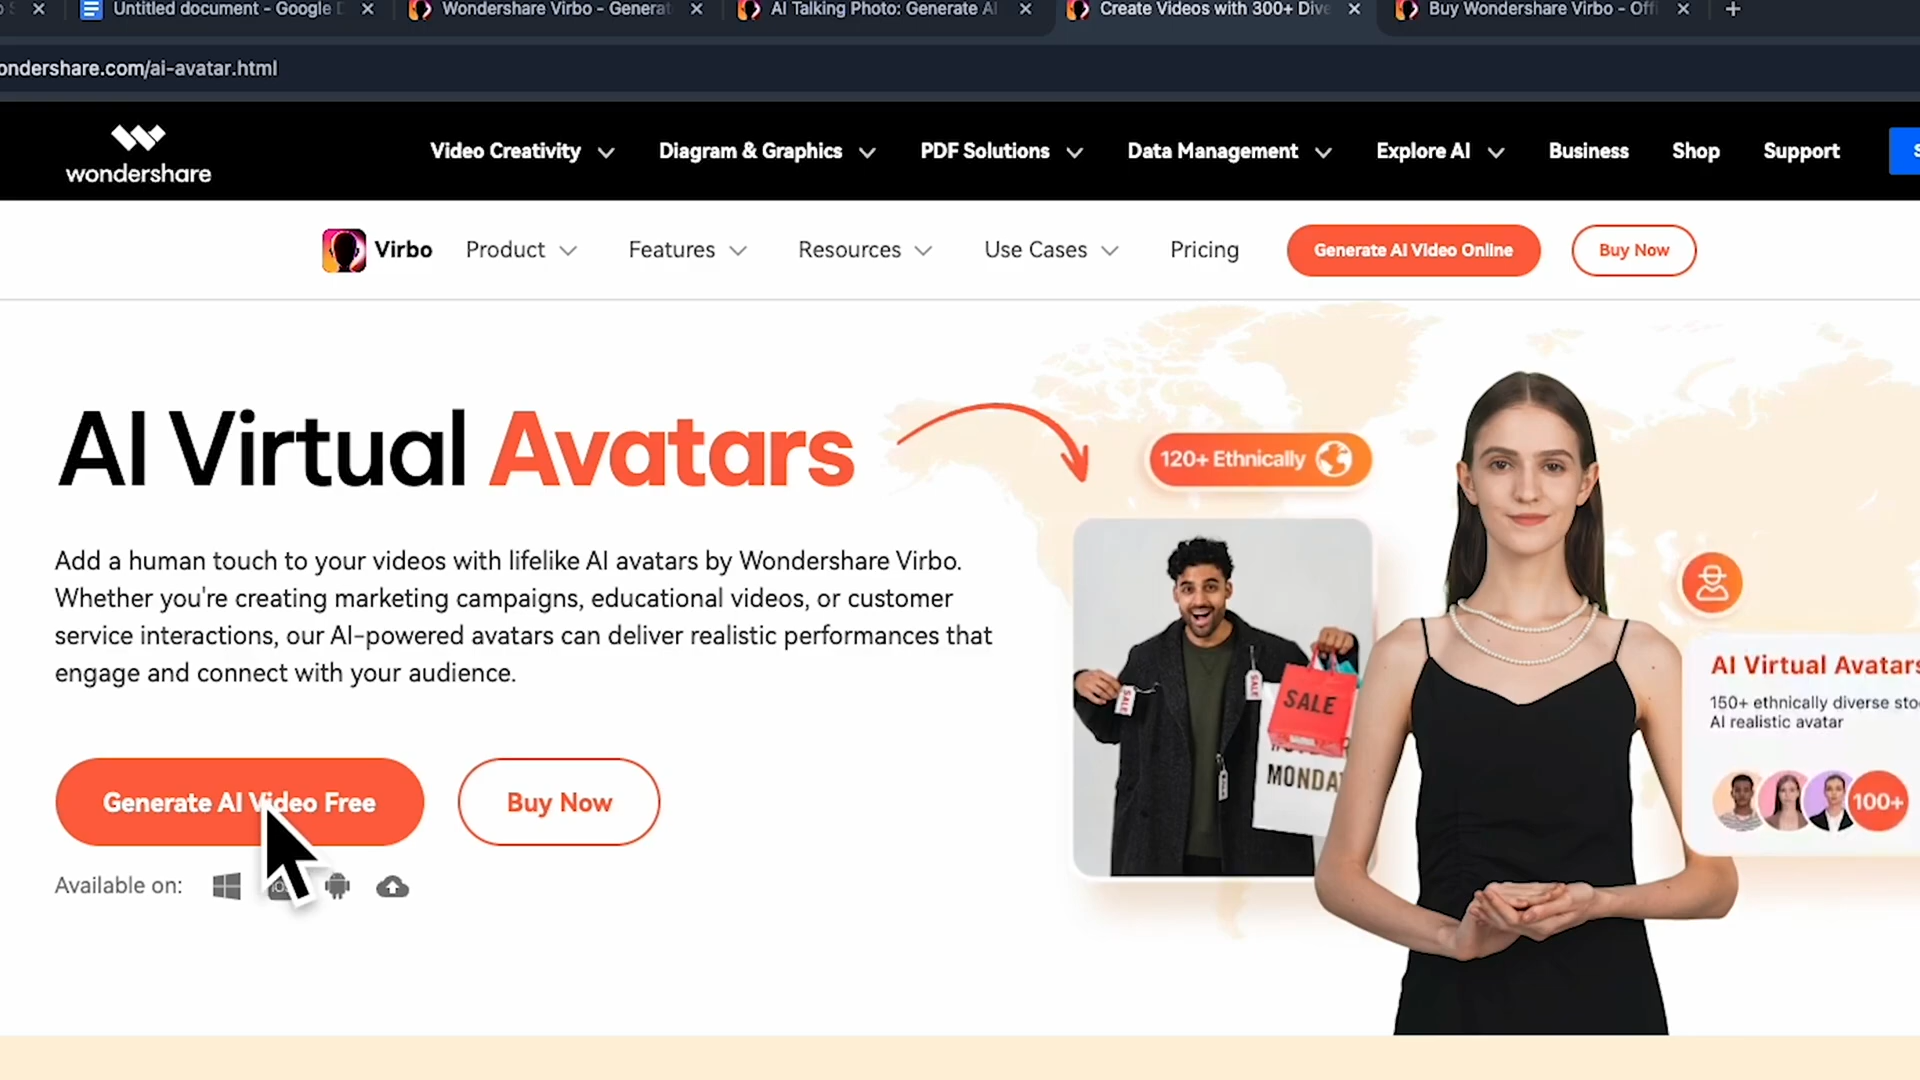 Untitled document - Google
Wondershare Virbo - Generat
AI Talking Photo: Generate AI
Create Videos with 300+ Dive
Buy Wondershare Virbo - Offi
ondershare.com/ai-avatar.html
wondershare
Video Creativity
Diagram & Graphics
PDF Solutions
Data Management
Explore AI
Business
Shop
Support
Virbo
Product
Features
Resources
Use Cases
Pricing
Generate AI Video Online
Buy Now
AI Virtual Avatars
120+ Ethnically
Add a human touch to your videos with lifelike AI avatars by Wondershare Virbo.
Whether you're creating marketing campaigns, educational videos, or customer
service interactions, our AI-powered avatars can deliver realistic performances that
engage and connect with your audience.
SALE
SALE
SALE
MONDA
AI Virtual Avatars
150+ ethnically diverse sto
AI realistic avatar
100+
Generate AI Video Free
Buy Now
Available on: